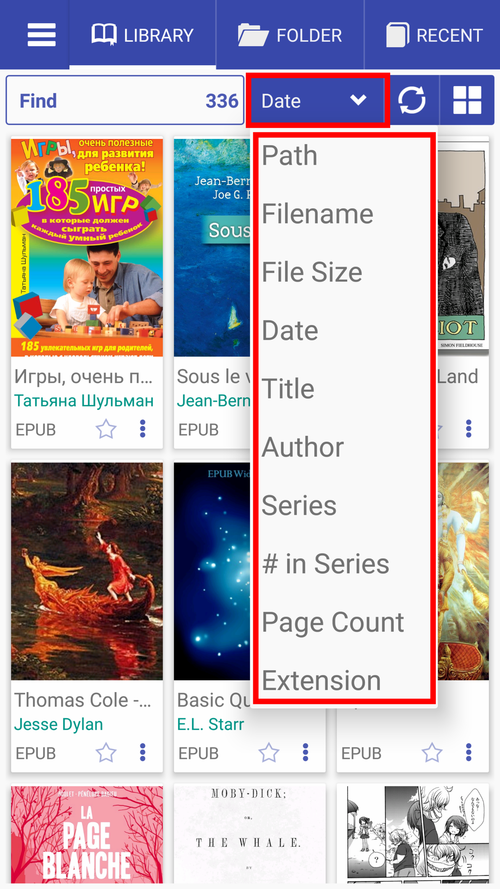 LIBRARY
FOLDER
RECENT
Find
336
Date
Path
Filename
File Size
Date
Title
Author
Series
# in Series
Page Count
Extension
ИГРЫ, очень полезные
для развития
ребенка!
185 простых
ИГР
в которые должен
сыграть
каждый умный ребенок
Татьяна Шульман
185 увлекательных игр для родителей,
Игры, очень п...
Татьяна Шульман
EPUB
Jean-Ber
Joe G. P
Sous
Sous le v
Jean-Bern
EPUB
IOT
SIMON FIELDHOUSE
Land
Thomas Cole -...
Jesse Dylan
EPUB
EPUB Wi
Basic Qu
E.L. Starr
EPUB
EPUB
LA
PAGE
BLANCHE
MOBY-DICK;
OR,
THE WHALE.